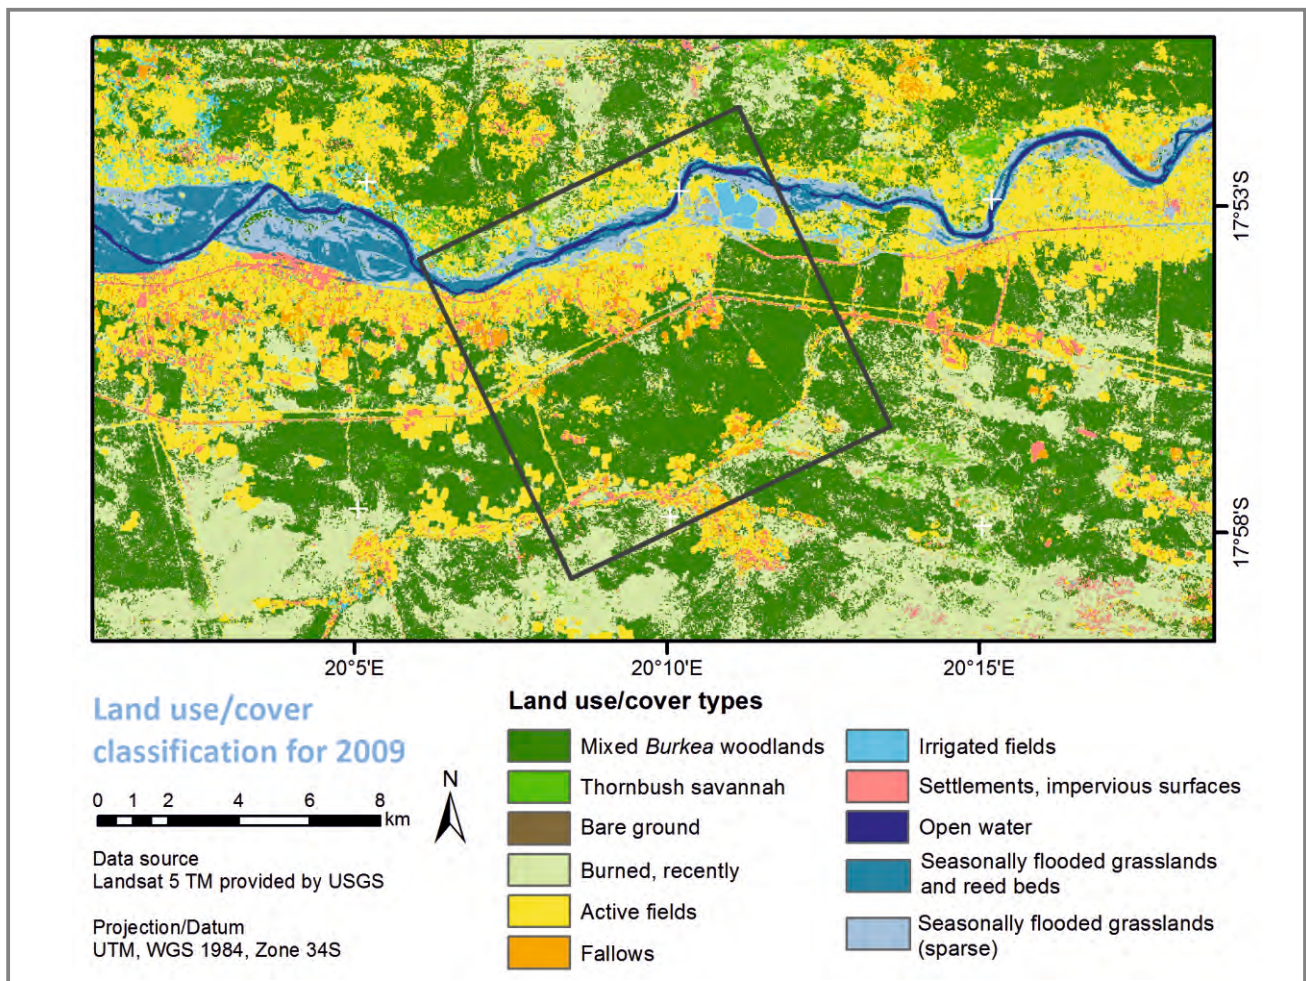 17°53'S
17°58'S
20°5'E
20°10'E
20°15'E
Land use/cover
classification for 2009
0 1 2 4 6 8
km
N
Data source
Landsat 5 TM provided by USGS
Projection/Datum
UTM, WGS 1984, Zone 34S
Land use/cover types
Mixed Burkea woodlands
Thornbush savannah
Bare ground
Burned, recently
Active fields
Fallows
Irrigated fields
Settlements, impervious surfaces
Open water
Seasonally flooded grasslands
and reed beds
Seasonally flooded grasslands
(sparse)